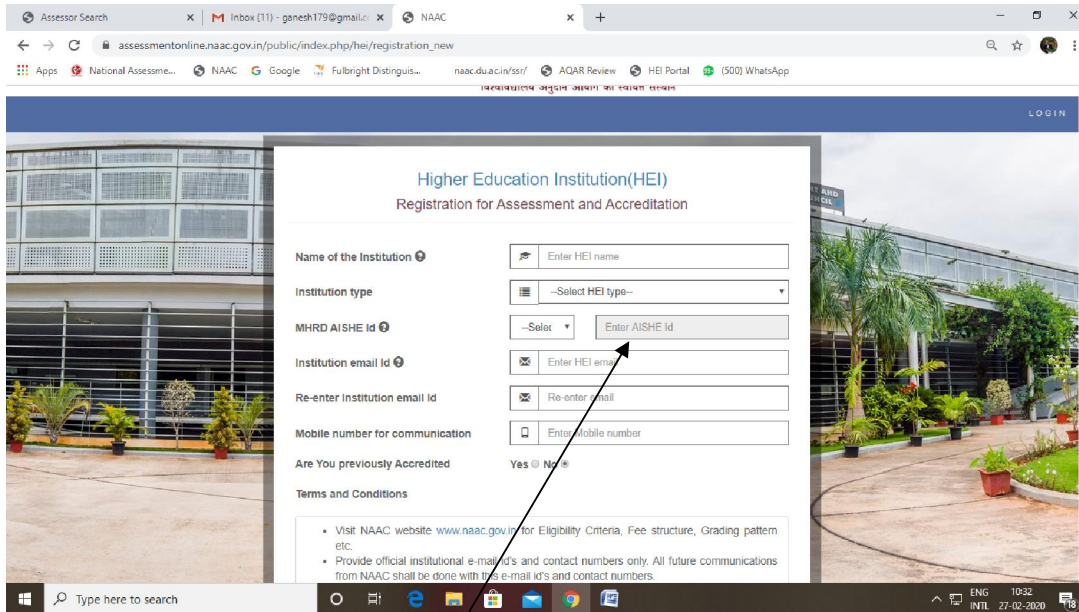 Assessor Search
Inbox (11) - ganesh179@gmail.c
NAAC
assessmentonline.naac.gov.in/public/index.php/hei/registration_new
Apps National Assessme... NAAC Google Fulbright Distinguis... naac.du.ac.in/ssr/ AQAR Review HEI Portal (500) WhatsApp
विश्वविद्यालय अनुदान आयोग का स्वायत्त संस्थान
LOGIN
Higher Education Institution(HEI)
Registration for Assessment and Accreditation
Name of the Institution
Enter HEI name
Institution type
--Select HEI type--
MHRD AISHE Id
--Selec
Enter AISHE Id
Institution email Id
Enter HEI email
Re-enter Institution email Id
Re-enter email
Mobile number for communication
Enter Mobile number
Are You previously Accredited
Yes No
Terms and Conditions
Visit NAAC website www.naac.gov.in for Eligibility Criteria, Fee structure, Grading pattern
etc.
Provide official institutional e-mail id's and contact numbers only. All future communications
from NAAC shall be done with this e-mail id's and contact numbers.
Type here to search
ENG
INTL
10:32
27-02-2020
18